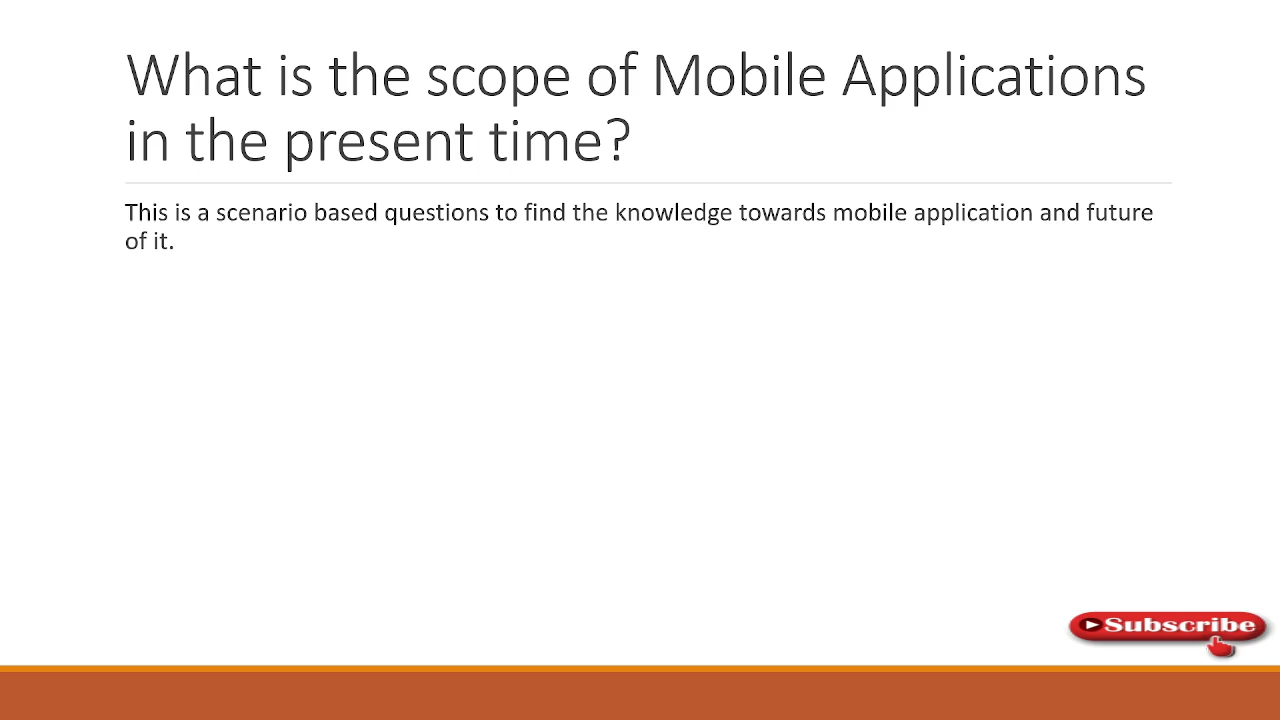 What is the scope of Mobile Applications
in the present time?
This is a scenario based questions to find the knowledge towards mobile application and future
of it.
Subscribe